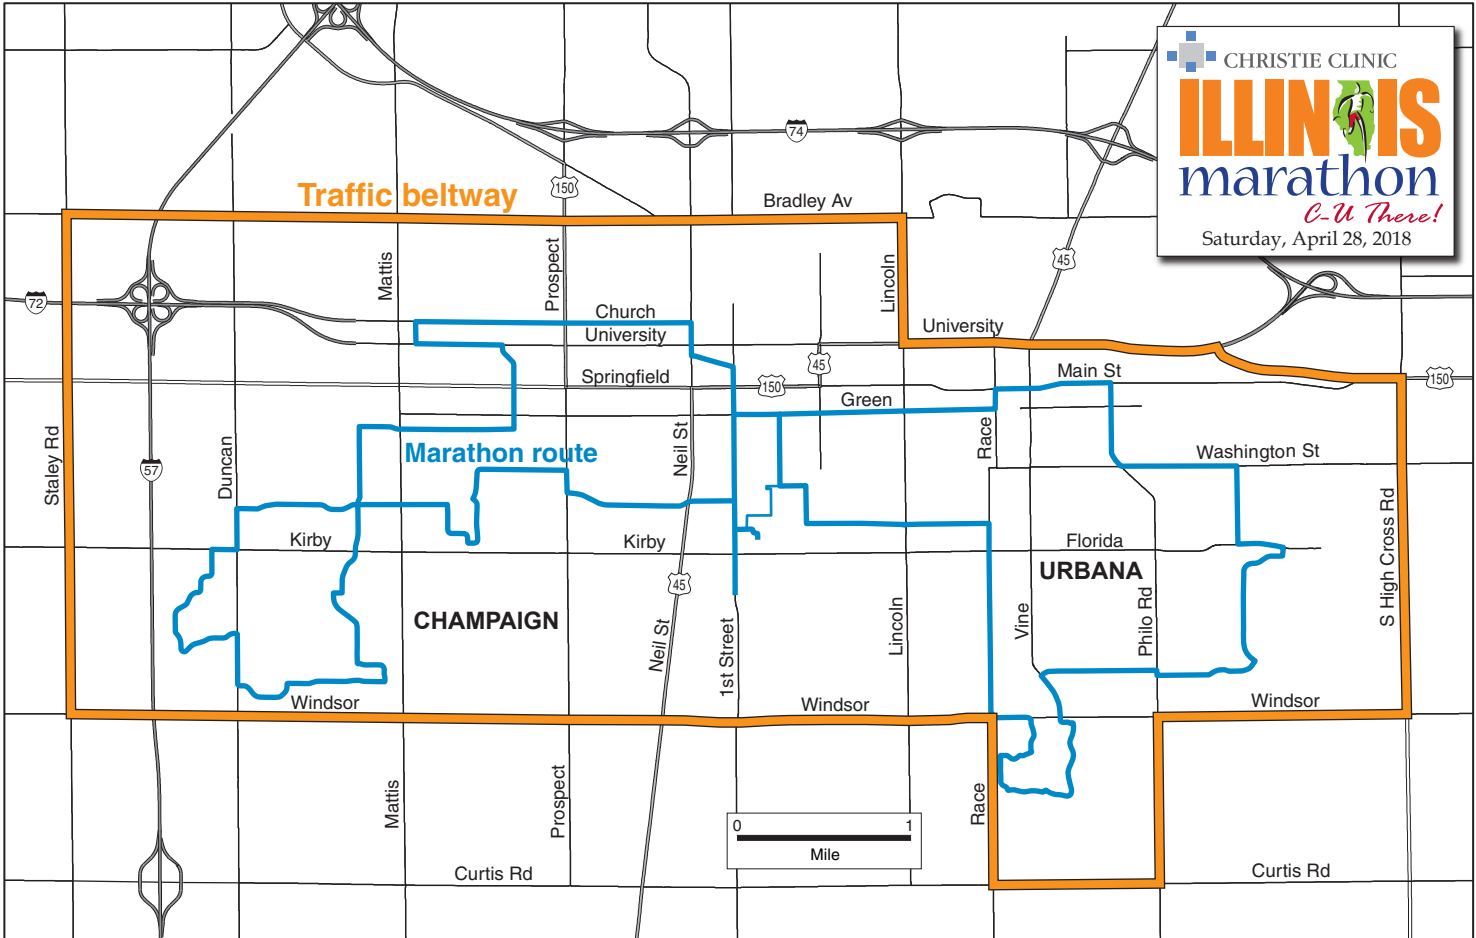 CHRISTIE CLINIC
ILLINOIS
marathon
C-U There!
Saturday, April 28, 2018
74
150
Traffic beltway
Bradley Av
45
72
Mattis
Prospect
Lincoln
Church
University
University
45
Springfield
150
Main St
150
Green
Staley Rd
57
Duncan
Marathon route
Neil St
Race
Washington St
S High Cross Rd
Kirby
Kirby
Florida
URBANA
45
CHAMPAIGN
Neil St
1st Street
Lincoln
Vine
Philo Rd
Windsor
Windsor
Windsor
Mattis
Prospect
Race
0 1
Mile
Curtis Rd
Curtis Rd